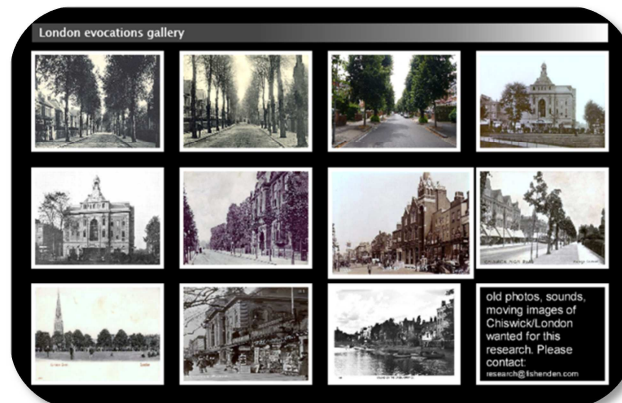 London evocations gallery
old photos, sounds,
moving images of
Chiswick/London
wanted for this
research. Please
contact:
research@fishenden.com